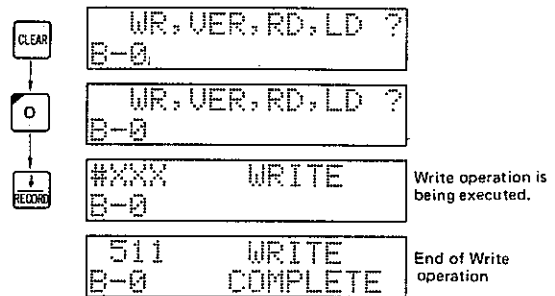 CLEAR
WR,VER,RD,LD ?
B-0
0
WR,VER,RD,LD ?
B-0
↓
RECORD
#XXX WRITE
B-0
Write operation is
being executed.
511 WRITE
B-0 COMPLETE
End of Write
operation